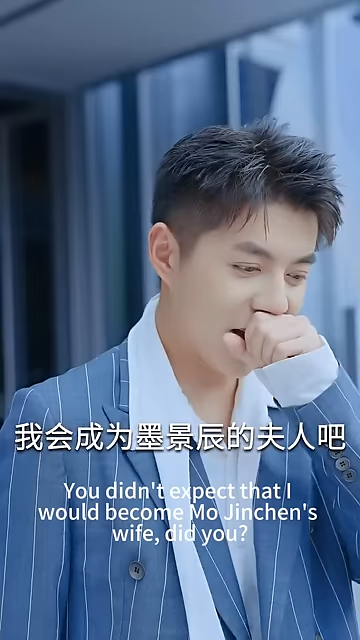 我会成为墨景辰的夫人吧
You didn't expect that I
would become Mo Jinchen's
wife, did you?